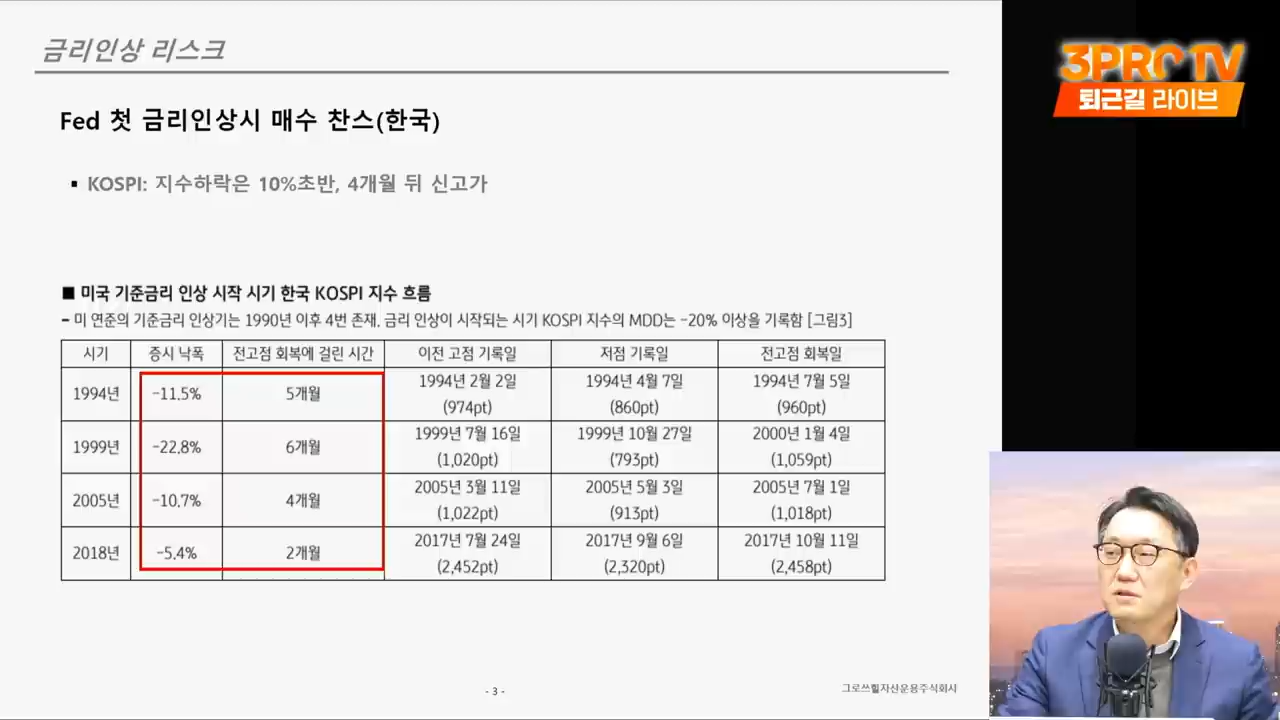 금리인상 리스크
3PRO TV
퇴근길 라이브
Fed 첫 금리인상시 매수 찬스(한국)
▪ KOSPI: 지수하락은 10%초반, 4개월 뒤 신고가
■ 미국 기준금리 인상 시작 시기 한국 KOSPI 지수 흐름
- 미 연준의 기준금리 인상기는 1990년 이후 4번 존재. 금리 인상이 시작되는 시기 KOSPI 지수의 MDD는 -20% 이상을 기록함 [그림3]
시기 증시 낙폭 전고점 회복에 걸린 시간 이전 고점 기록일 저점 기록일 전고점 회복일
1994년 -11.5% 5개월 1994년 2월 2일 (974pt) 1994년 4월 7일 (860pt) 1994년 7월 5일 (960pt)
1999년 -22.8% 6개월 1999년 7월 16일 (1,020pt) 1999년 10월 27일 (793pt) 2000년 1월 4일 (1,059pt)
2005년 -10.7% 4개월 2005년 3월 11일 (1,022pt) 2005년 5월 3일 (913pt) 2005년 7월 1일 (1,018pt)
2018년 -5.4% 2개월 2017년 7월 24일 (2,452pt) 2017년 9월 6일 (2,320pt) 2017년 10월 11일 (2,458pt)
- 3 -
그로쓰힐자산운용주식회사